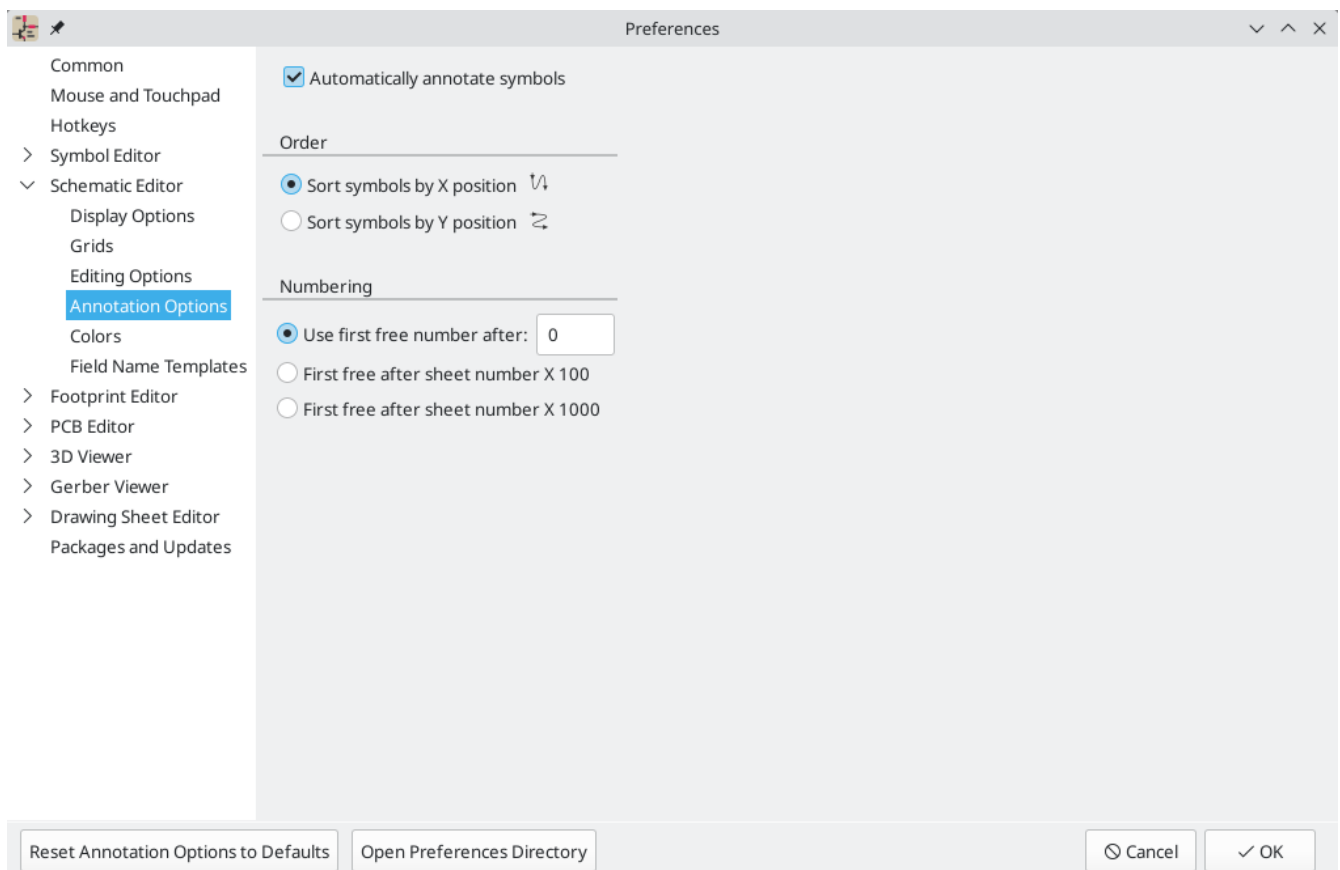 Preferences
Common
Mouse and Touchpad
Hotkeys
Symbol Editor
Schematic Editor
Display Options
Grids
Editing Options
Annotation Options
Colors
Field Name Templates
Footprint Editor
PCB Editor
3D Viewer
Gerber Viewer
Drawing Sheet Editor
Packages and Updates
Automatically annotate symbols
Order
Sort symbols by X position
Sort symbols by Y position
Numbering
Use first free number after: 0
First free after sheet number X 100
First free after sheet number X 1000
Reset Annotation Options to Defaults
Open Preferences Directory
Cancel
OK